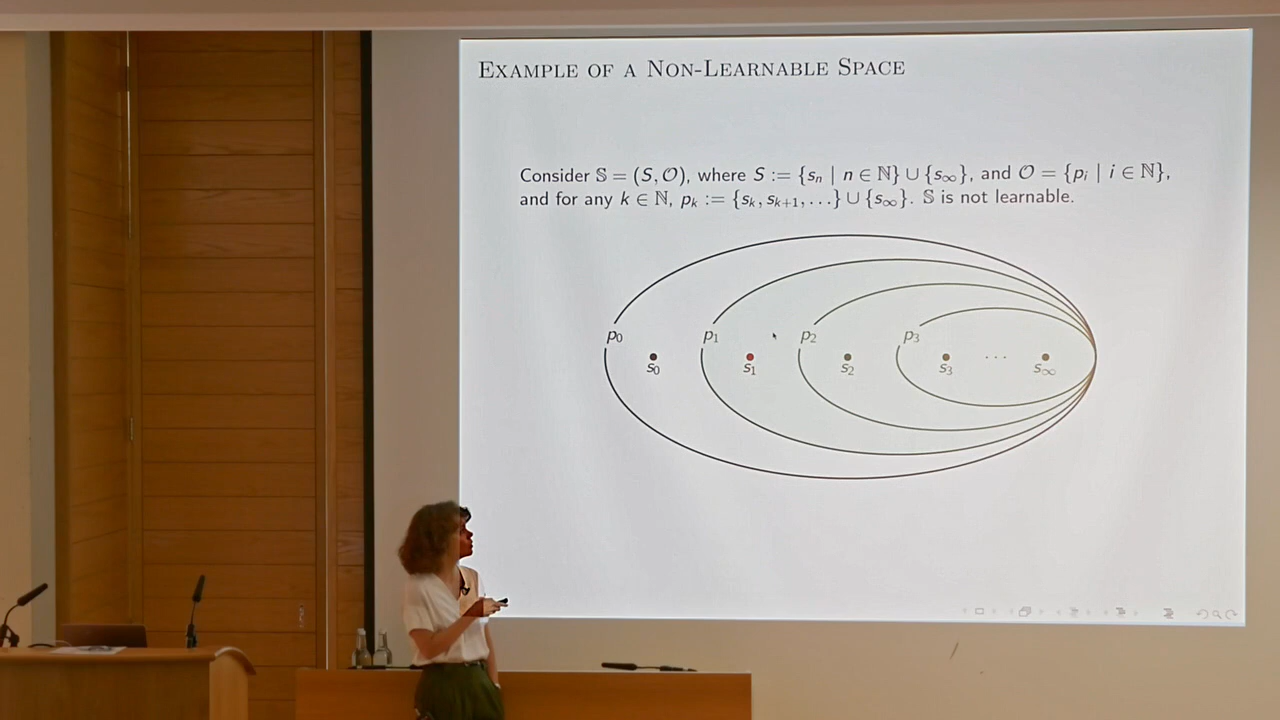 EXAMPLE OF A NON-LEARNABLE SPACE
Consider 𝕊 = (S, 𝒪), where S := {sₙ | n ∈ ℕ} ∪ {s∞}, and 𝒪 = {pᵢ | i ∈ ℕ},
and for any k ∈ ℕ, pₖ := {sₖ, sₖ₊₁, . . .} ∪ {s∞}. 𝕊 is not learnable.
p₀ p₁ p₂ p₃
s₀ s₁ s₂ s₃ · · · s∞